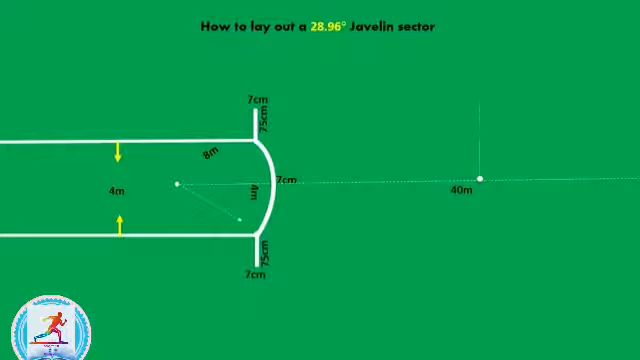 How to lay out a 28.96° Javelin sector
7cm
75cm
8m
4m
4m
7cm
40m
75cm
7cm